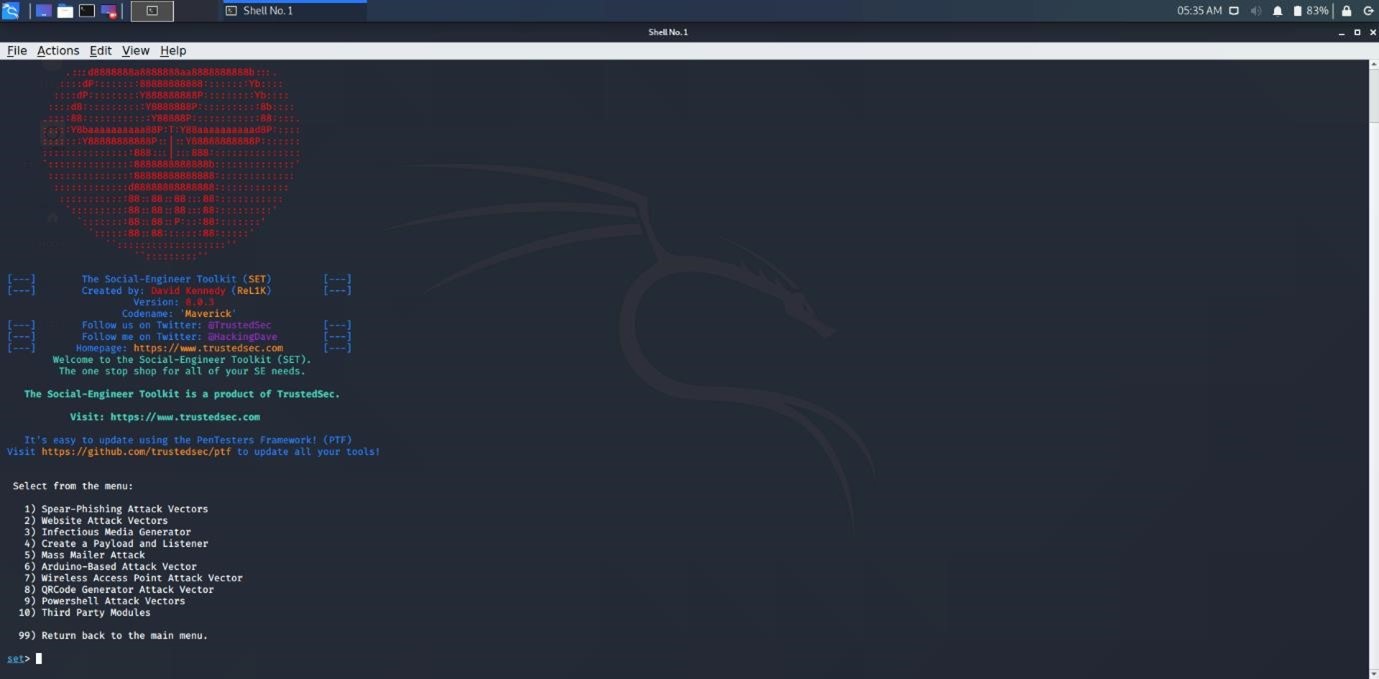 Shell No. 1
05:35 AM
83%
Shell No. 1
File Actions Edit View Help
[---] The Social-Engineer Toolkit (SET) [---]
[---] Created by: David Kennedy (ReL1K) [---]
Version: 8.0.3
Codename: 'Maverick'
[---] Follow us on Twitter: @TrustedSec [---]
[---] Follow me on Twitter: @HackingDave [---]
[---] Homepage: https://www.trustedsec.com [---]
Welcome to the Social-Engineer Toolkit (SET).
The one stop shop for all of your SE needs.
The Social-Engineer Toolkit is a product of TrustedSec.
Visit: https://www.trustedsec.com
It's easy to update using the PenTesters Framework! (PTF)
Visit https://github.com/trustedsec/ptf to update all your tools!
Select from the menu:
1) Spear-Phishing Attack Vectors
2) Website Attack Vectors
3) Infectious Media Generator
4) Create a Payload and Listener
5) Mass Mailer Attack
6) Arduino-Based Attack Vector
7) Wireless Access Point Attack Vector
8) QRCode Generator Attack Vector
9) Powershell Attack Vectors
10) Third Party Modules
99) Return back to the main menu.
set>